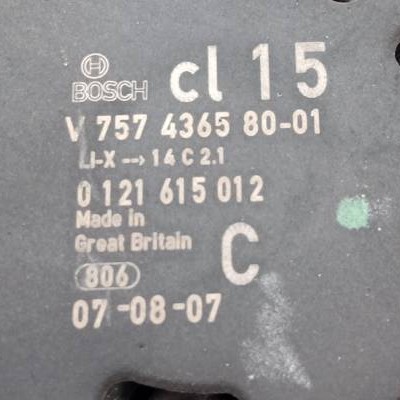 BOSCH cl 15
V 757 4365 80-01
LI-X --> 14 C 2.1
0 121 615 012
Made in
Great Britain
C
806
07-08-07